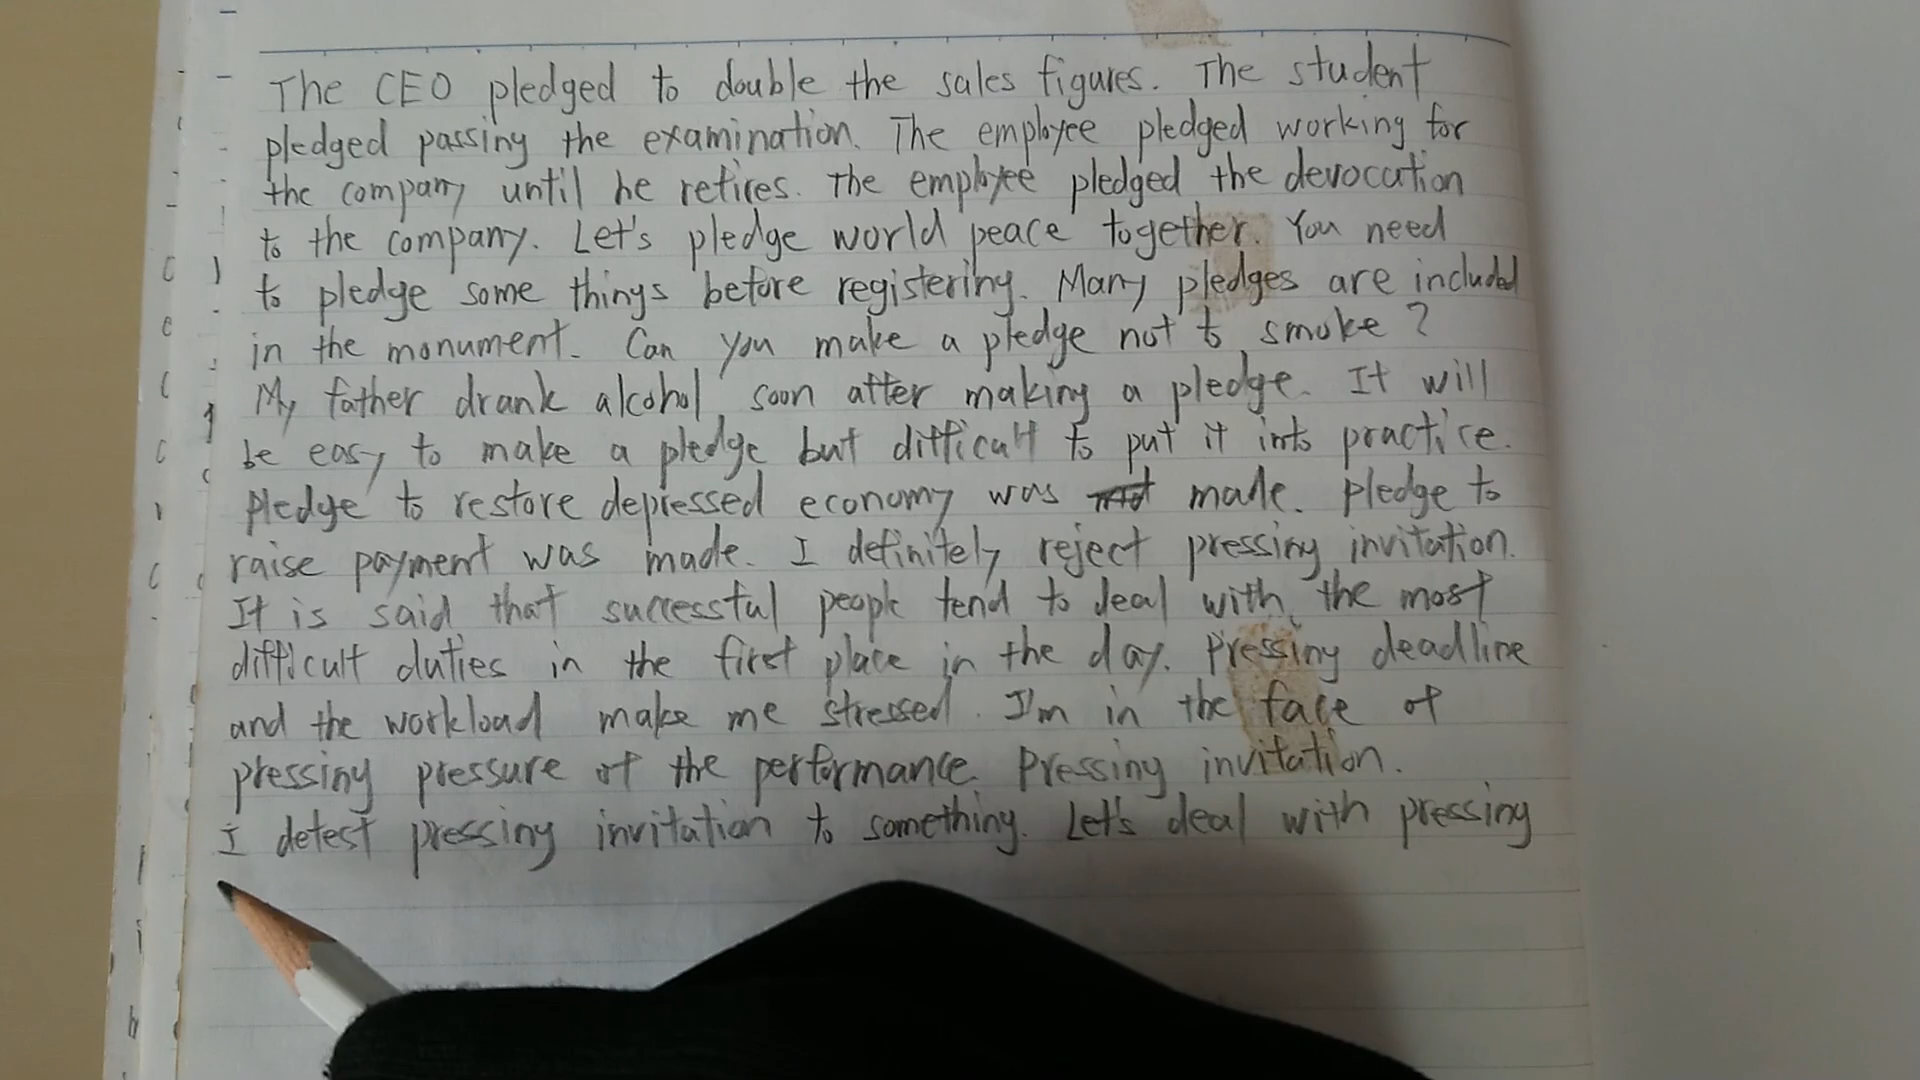 The CEO pledged to double the sales figures. The student
pledged passing the examination. The employee pledged working for
the company until he retires. The employee pledged the devocation
to the company. Let's pledge world peace together. You need
to pledge some things before registering. Many pledges are included
in the monument. Can you make a pledge not to smoke?
My father drank alcohol soon after making a pledge. It will
be easy to make a pledge but difficult to put it into practice.
Pledge to restore depressed economy was made. Pledge to
raise payment was made. I definitely reject pressing invitation.
It is said that successful people tend to deal with the most
difficult duties in the first place in the day. Pressing deadline
and the workload make me stressed. I'm in the face of
pressing pressure of the performance. Pressing invitation.
I detest pressing invitation to something. Let's deal with pressing